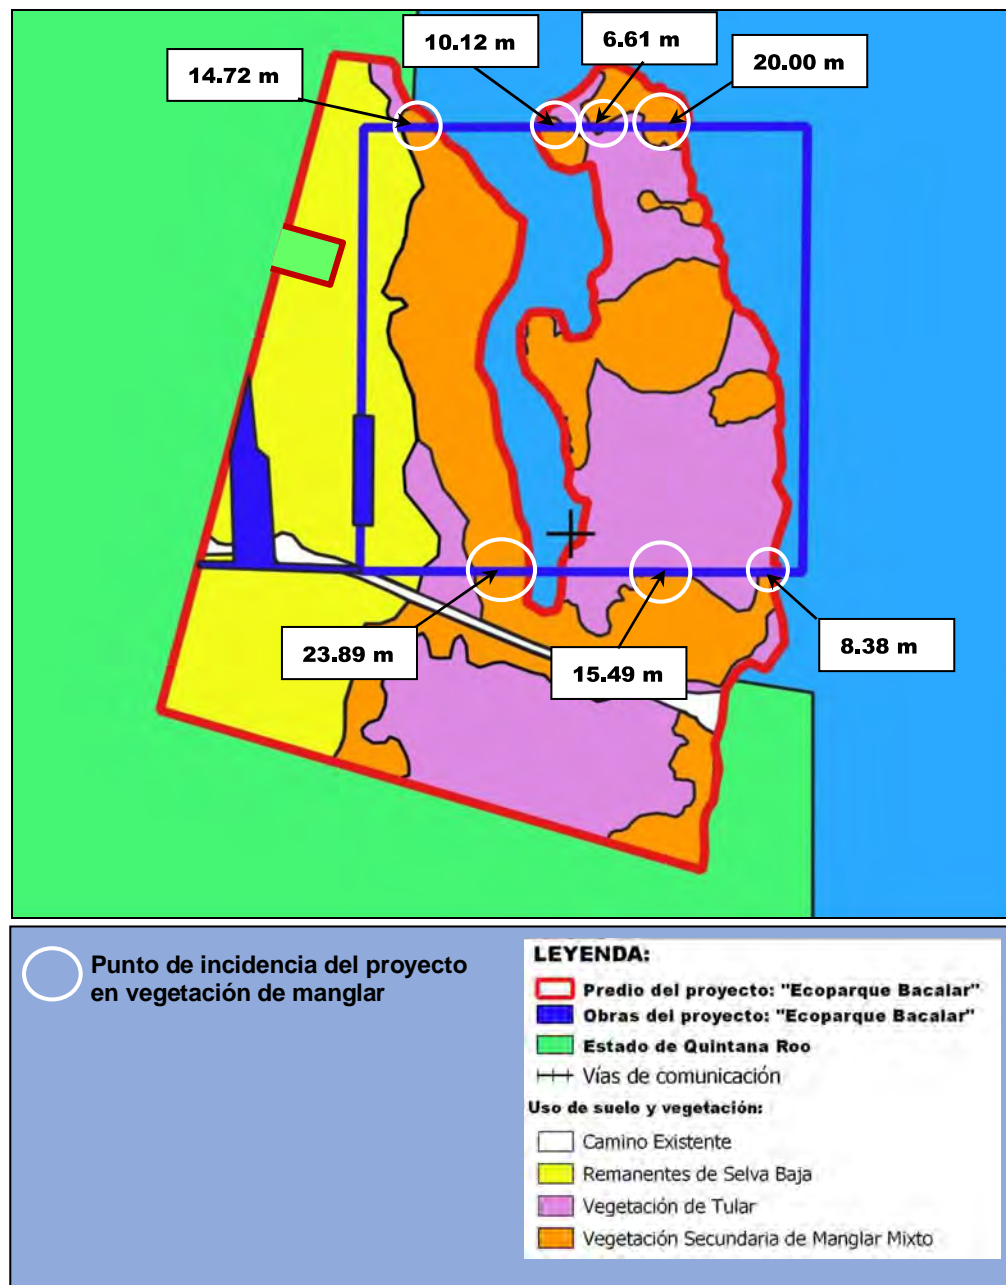 10.12 m
6.61 m
20.00 m
14.72 m
23.89 m
15.49 m
8.38 m
Punto de incidencia del proyecto
en vegetación de manglar
LEYENDA:
Predio del proyecto: "Ecoparque Bacalar"
Obras del proyecto: "Ecoparque Bacalar"
Estado de Quintana Roo
Vías de comunicación
Uso de suelo y vegetación:
Camino Existente
Remanentes de Selva Baja
Vegetación de Tular
Vegetación Secundaria de Manglar Mixto